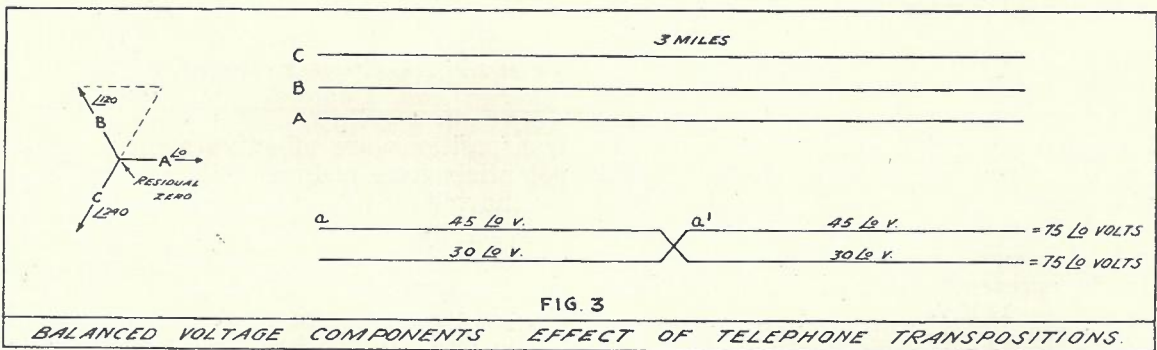 3 MILES
C
B
A
∠120
B
A ∠0
RESIDUAL
ZERO
C
∠240
a 45 ∠0 V. a' 45 ∠0 V. = 75 ∠0 VOLTS
30 ∠0 V. 30 ∠0 V. = 75 ∠0 VOLTS
FIG. 3
BALANCED VOLTAGE COMPONENTS EFFECT OF TELEPHONE TRANSPOSITIONS.